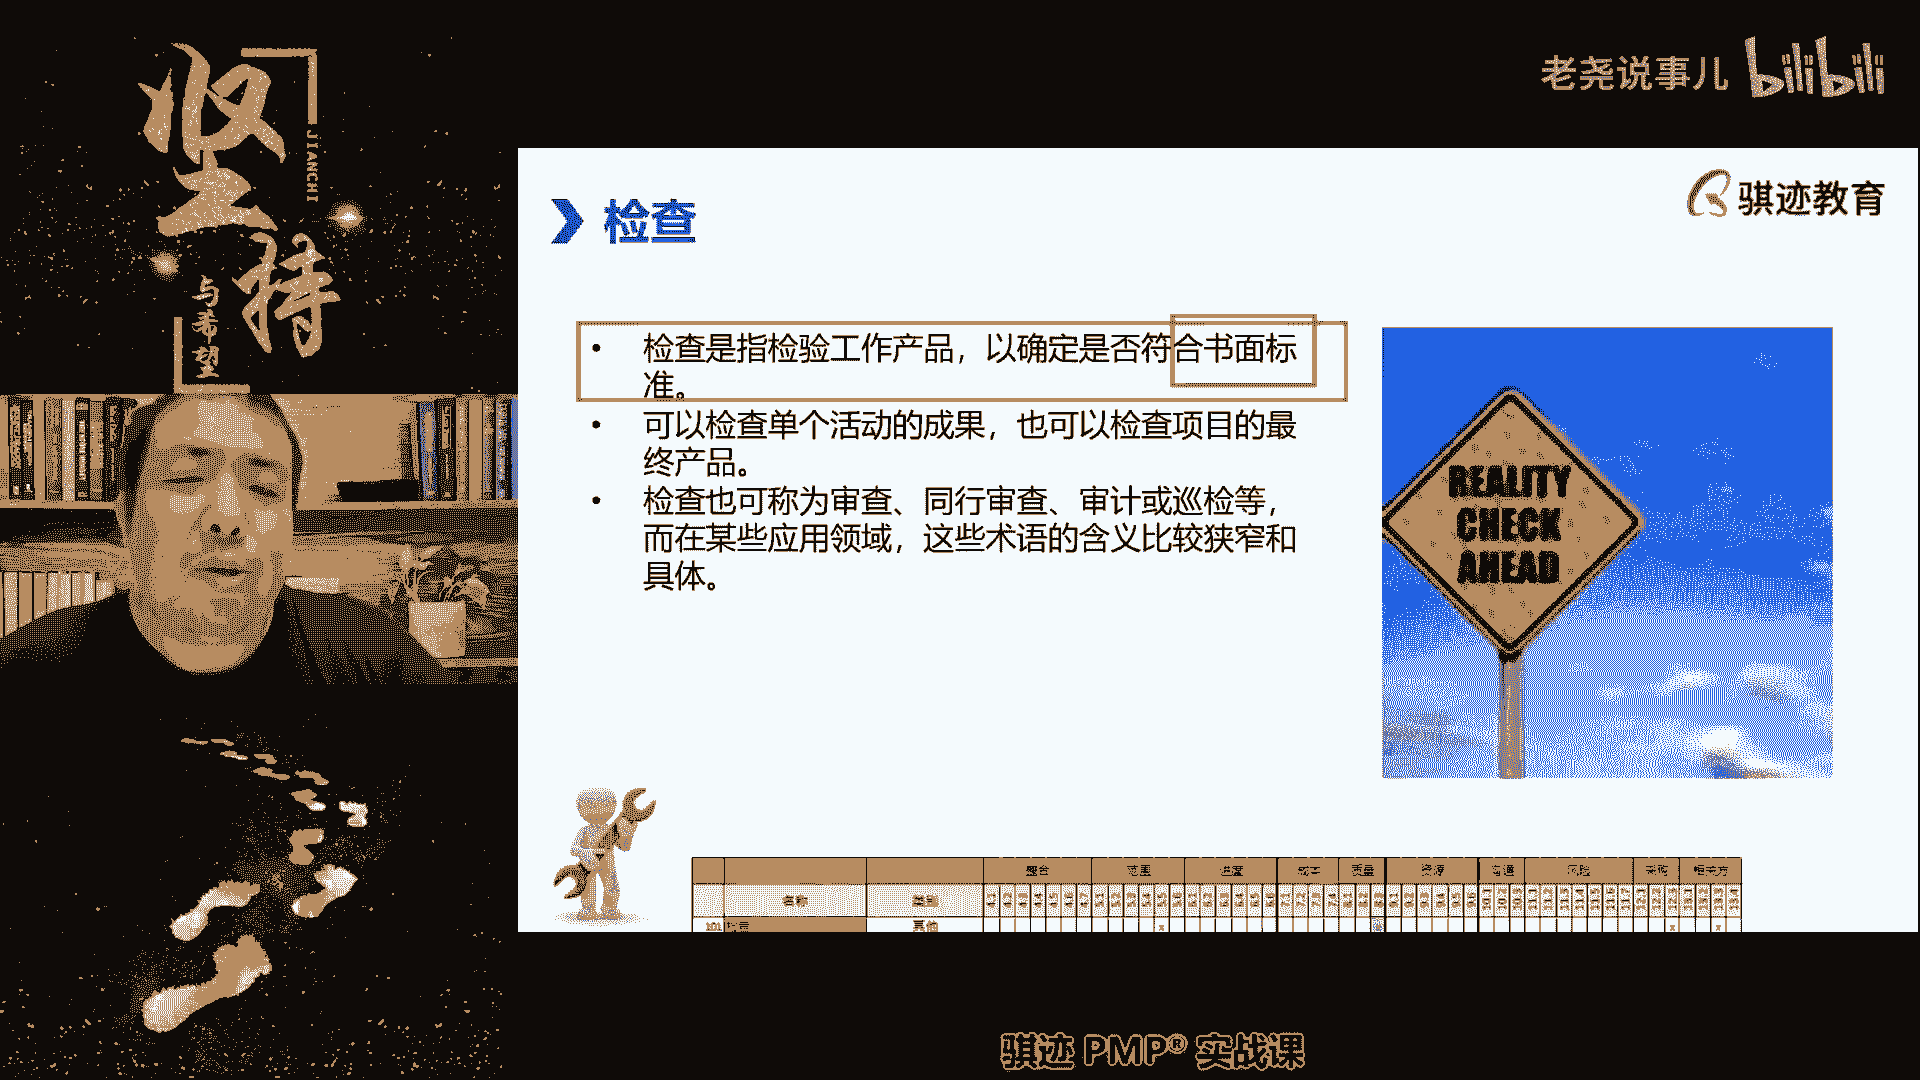 坚持
JIANCHI
与希望
老尧说事儿 bilibili
骐迹教育
检查
• 检查是指检验工作产品，以确定是否符合书面标
准。
• 可以检查单个活动的成果，也可以检查项目的最
终产品。
• 检查也可称为审查、同行审查、审计或巡检等，
而在某些应用领域，这些术语的含义比较狭窄和
具体。
REALITY
CHECK
AHEAD
整合 范围 进度 成本 质量 资源 沟通 风险 采购 相关方
名称 类别
101 检查 其他
骐迹 PMP® 实战课